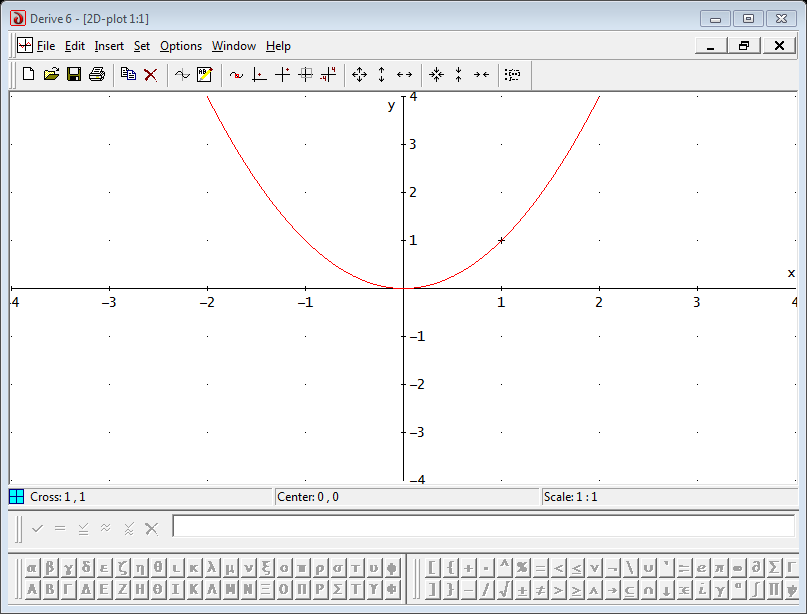 Derive 6 - [2D-plot 1:1]
File Edit Insert Set Options Window Help
y
4
3
2
1
x
-4 -3 -2 -1 1 2 3 4
-1
-2
-3
-4
Cross: 1 , 1 Center: 0 , 0 Scale: 1 : 1
α β γ δ ε ζ η θ ι κ λ μ ν ξ ο π ρ σ τ υ φ [ { + · ^ % = < ≤ ∨ ¬ \ ∪ ' ≔ e π ∞ ∂ ∑ Γ
Α Β Γ Δ Ε Ζ Η Θ Ι Κ Λ Μ Ν Ξ Ο Π Ρ Σ Τ Υ Φ ] } − / √ ± ≠ > ≥ ∧ → ⊆ ∩ ↓ γ ∫ ∏ ψ